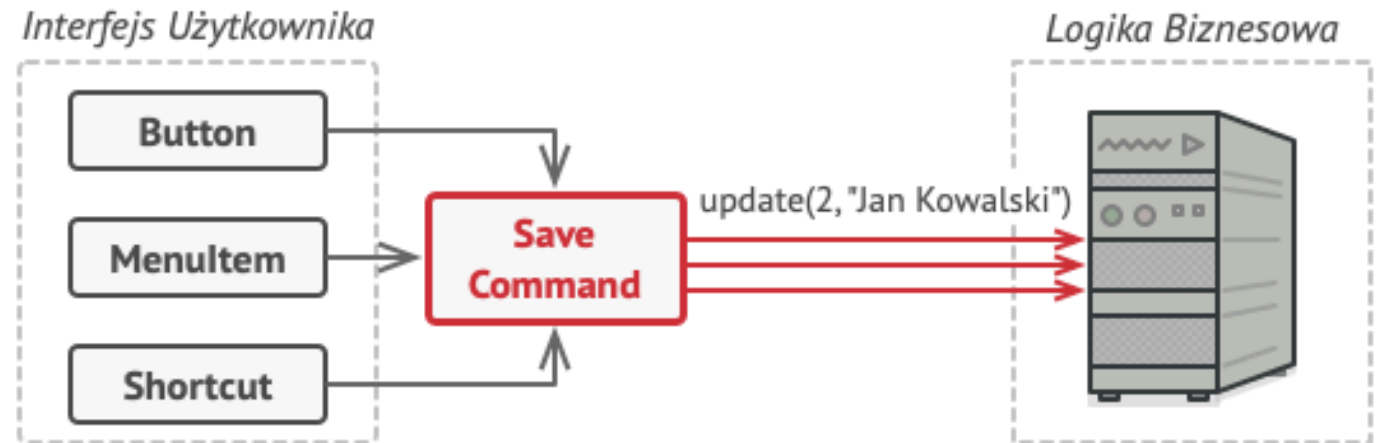 Interfejs Użytkownika
Logika Biznesowa
Button
MenuItem
Shortcut
Save
Command
update(2, "Jan Kowalski")